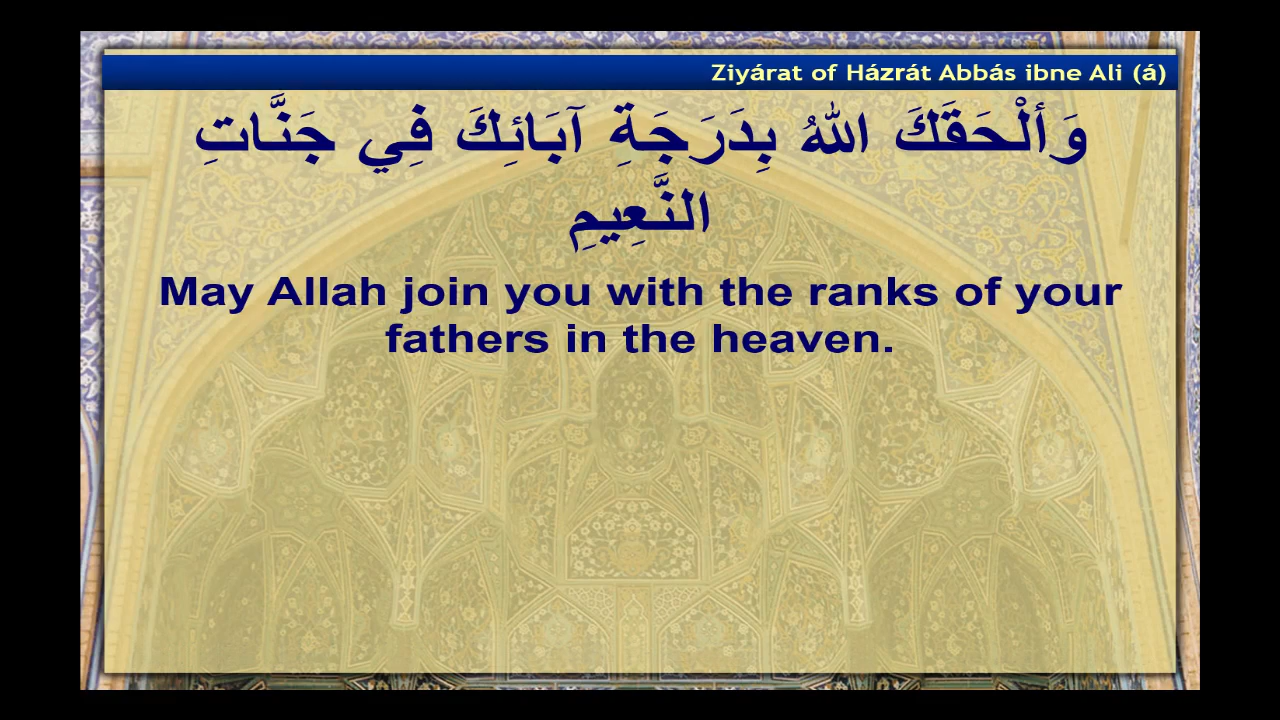 Ziyárat of Házrát Abbás ibne Ali (á)
وَأَلْحَقَكَ اللهُ بِدَرَجَةِ آبَائِكَ فِي جَنَّاتِ
النَّعِيمِ
May Allah join you with the ranks of your
fathers in the heaven.